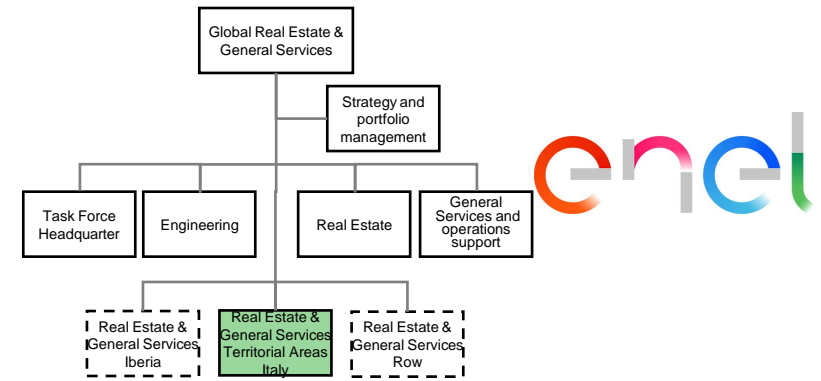 Global Real Estate &
General Services
Strategy and
portfolio
management
enel
Task Force
Headquarter
Engineering
Real Estate
General
Services and
operations
support
Real Estate &
General Services
Iberia
Real Estate &
General Services
Territorial Areas
Italy
Real Estate &
General Services
Row